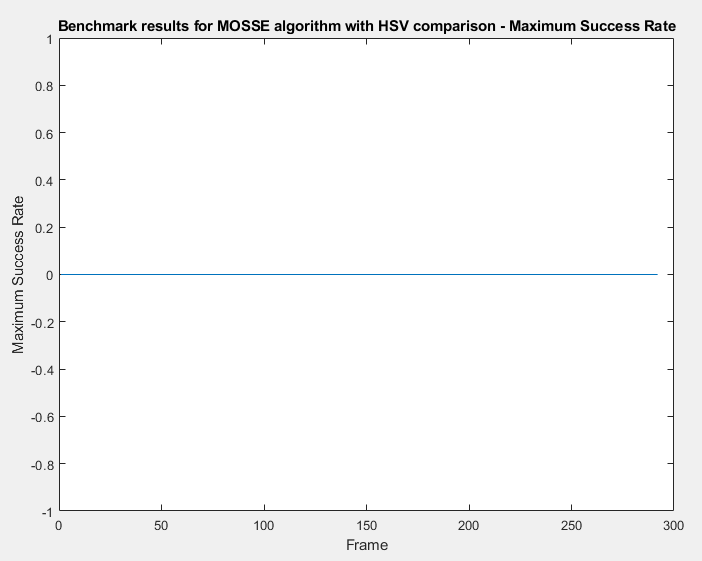 Benchmark results for MOSSE algorithm with HSV comparison - Maximum Success Rate
1
0.8
0.6
0.4
0.2
0
-0.2
-0.4
-0.6
-0.8
-1
Maximum Success Rate
0 50 100 150 200 250 300
Frame